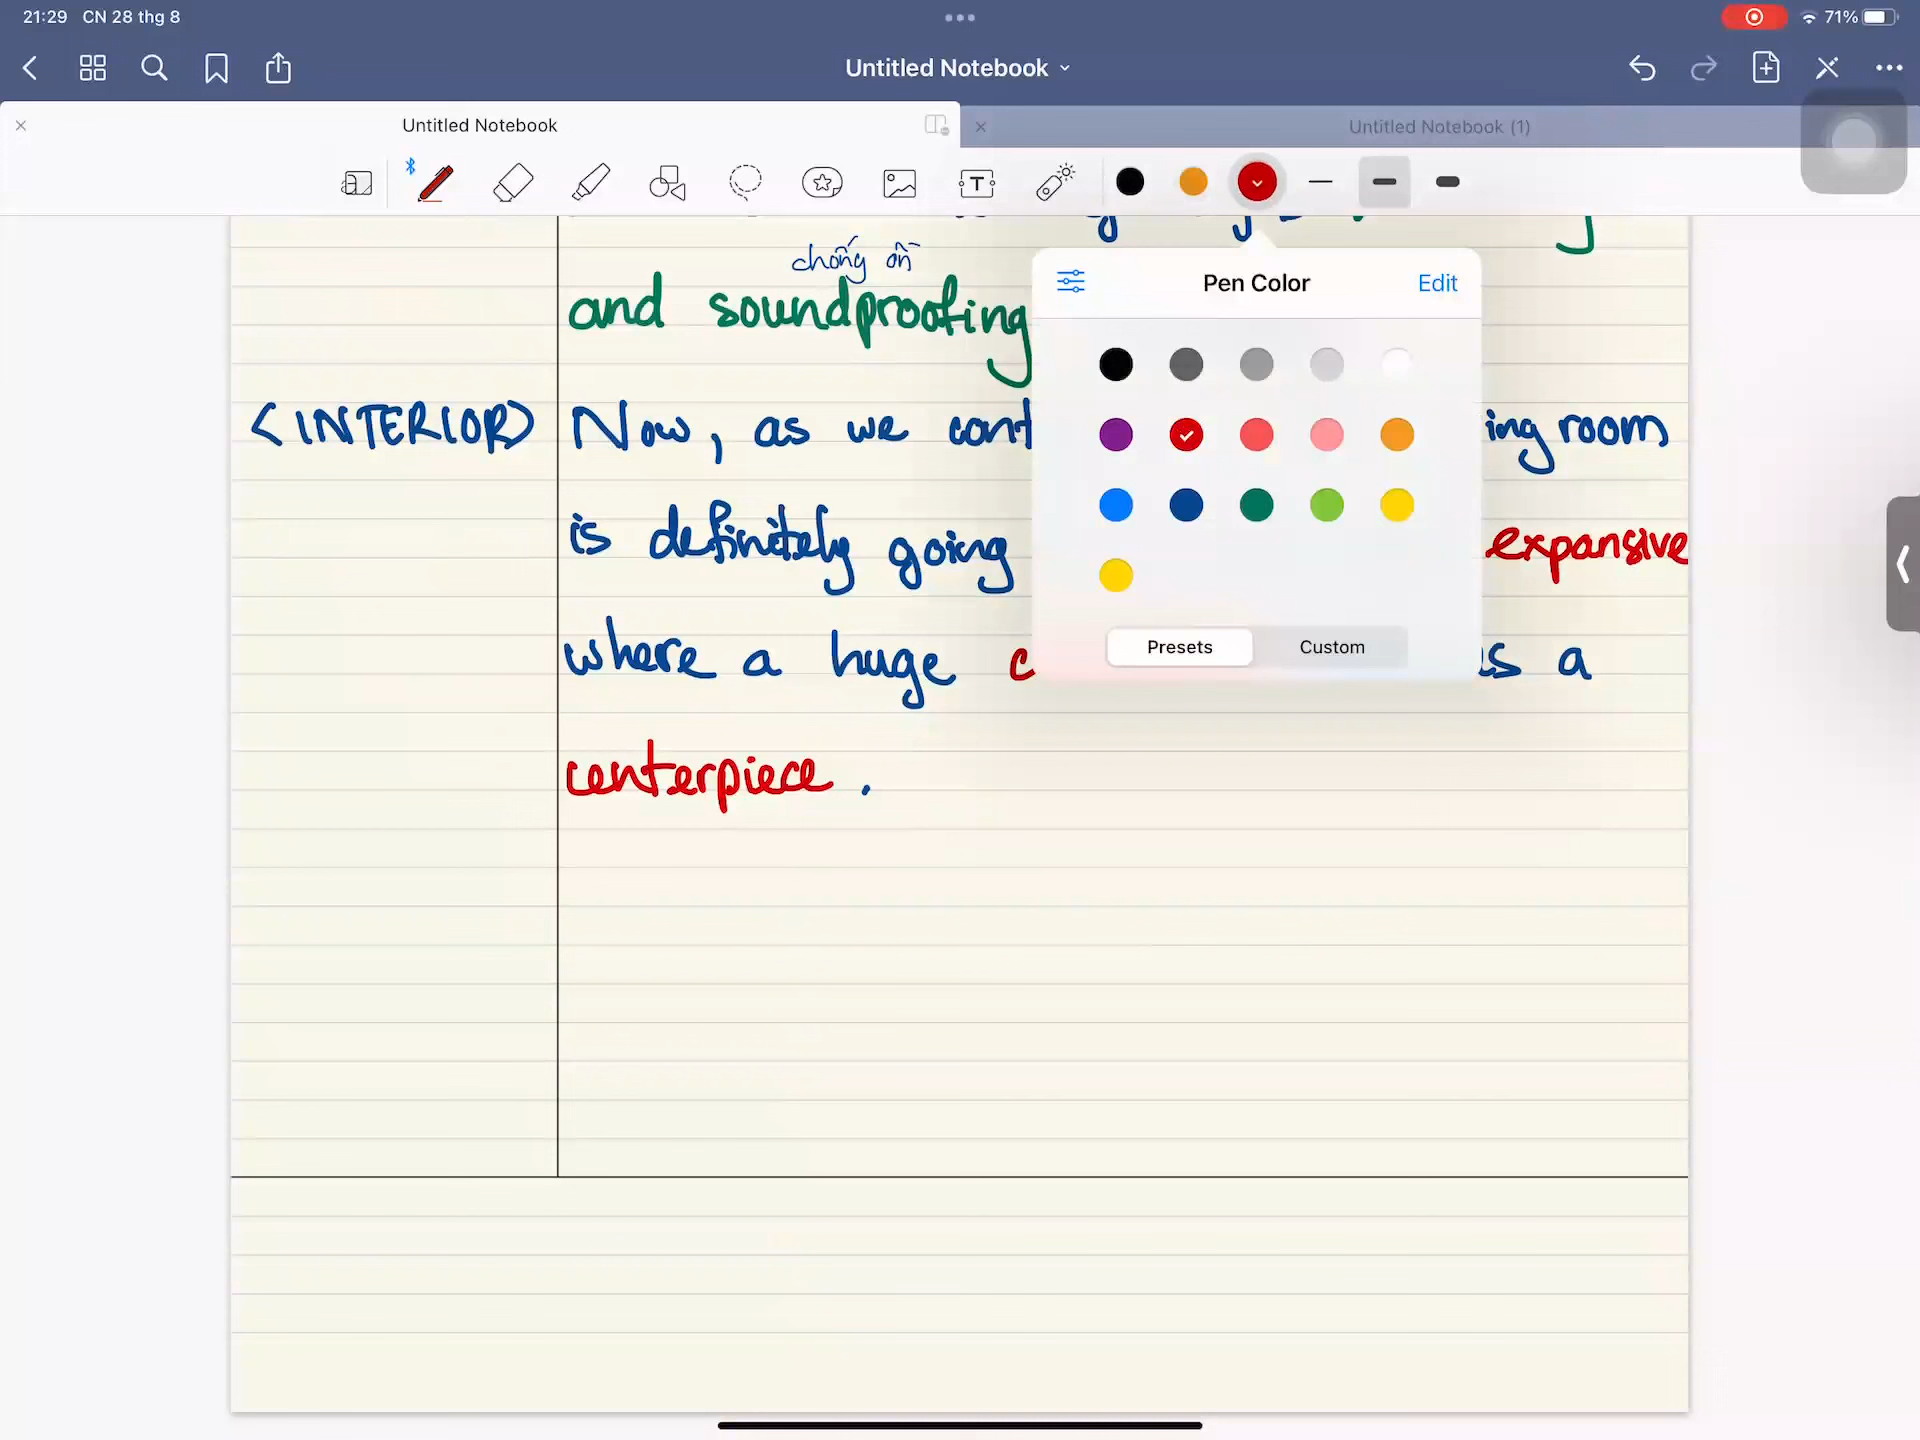 21:29 CN 28 thg 8
71%
Untitled Notebook
Untitled Notebook
Untitled Notebook (1)
chống ồn
and soundproofing
Pen Color
Edit
<INTERIOR> Now, as we cont ing room
is definitely going expansive
where a huge c as a
Presets
Custom
centerpiece.